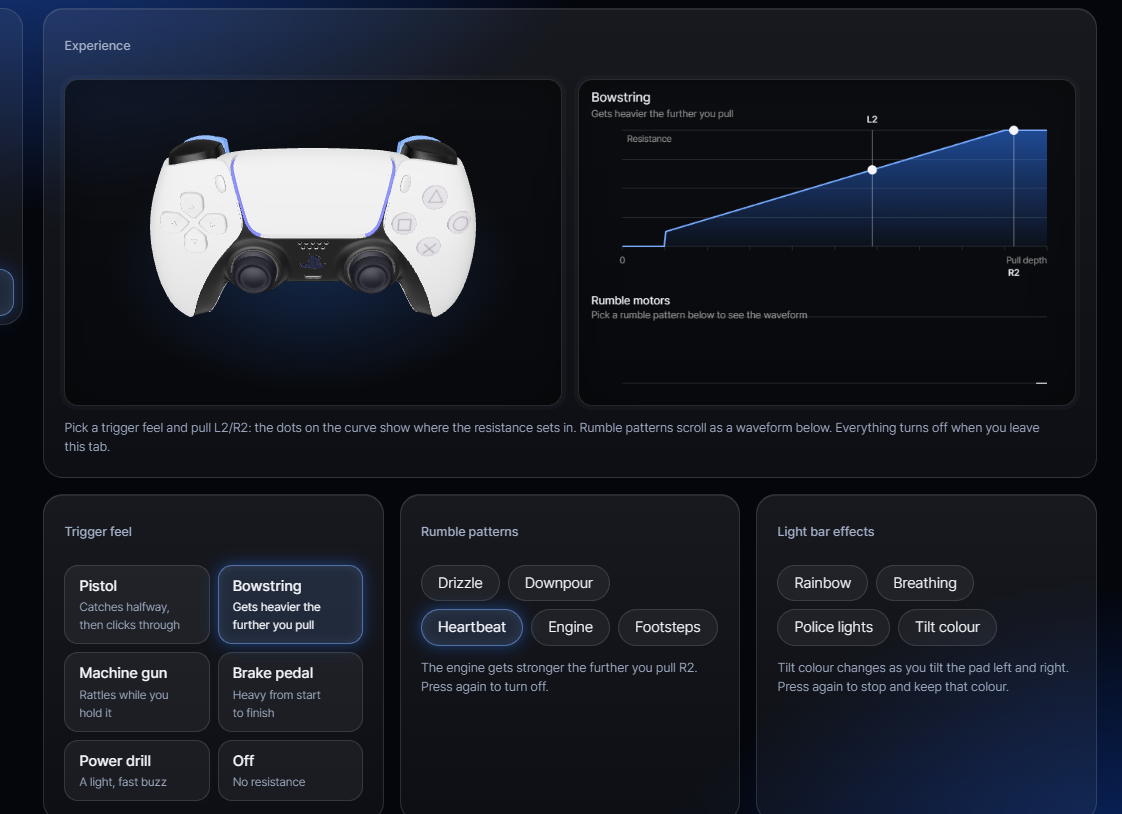 Experience
Bowstring
Gets heavier the further you pull
L2
Resistance
0
Pull depth
R2
Rumble motors
Pick a rumble pattern below to see the waveform
Pick a trigger feel and pull L2/R2: the dots on the curve show where the resistance sets in. Rumble patterns scroll as a waveform below. Everything turns off when you leave
this tab.
Trigger feel
Pistol
Catches halfway,
then clicks through
Bowstring
Gets heavier the
further you pull
Machine gun
Rattles while you
hold it
Brake pedal
Heavy from start
to finish
Power drill
A light, fast buzz
Off
No resistance
Rumble patterns
Drizzle
Downpour
Heartbeat
Engine
Footsteps
The engine gets stronger the further you pull R2.
Press again to turn off.
Light bar effects
Rainbow
Breathing
Police lights
Tilt colour
Tilt colour changes as you tilt the pad left and right.
Press again to stop and keep that colour.